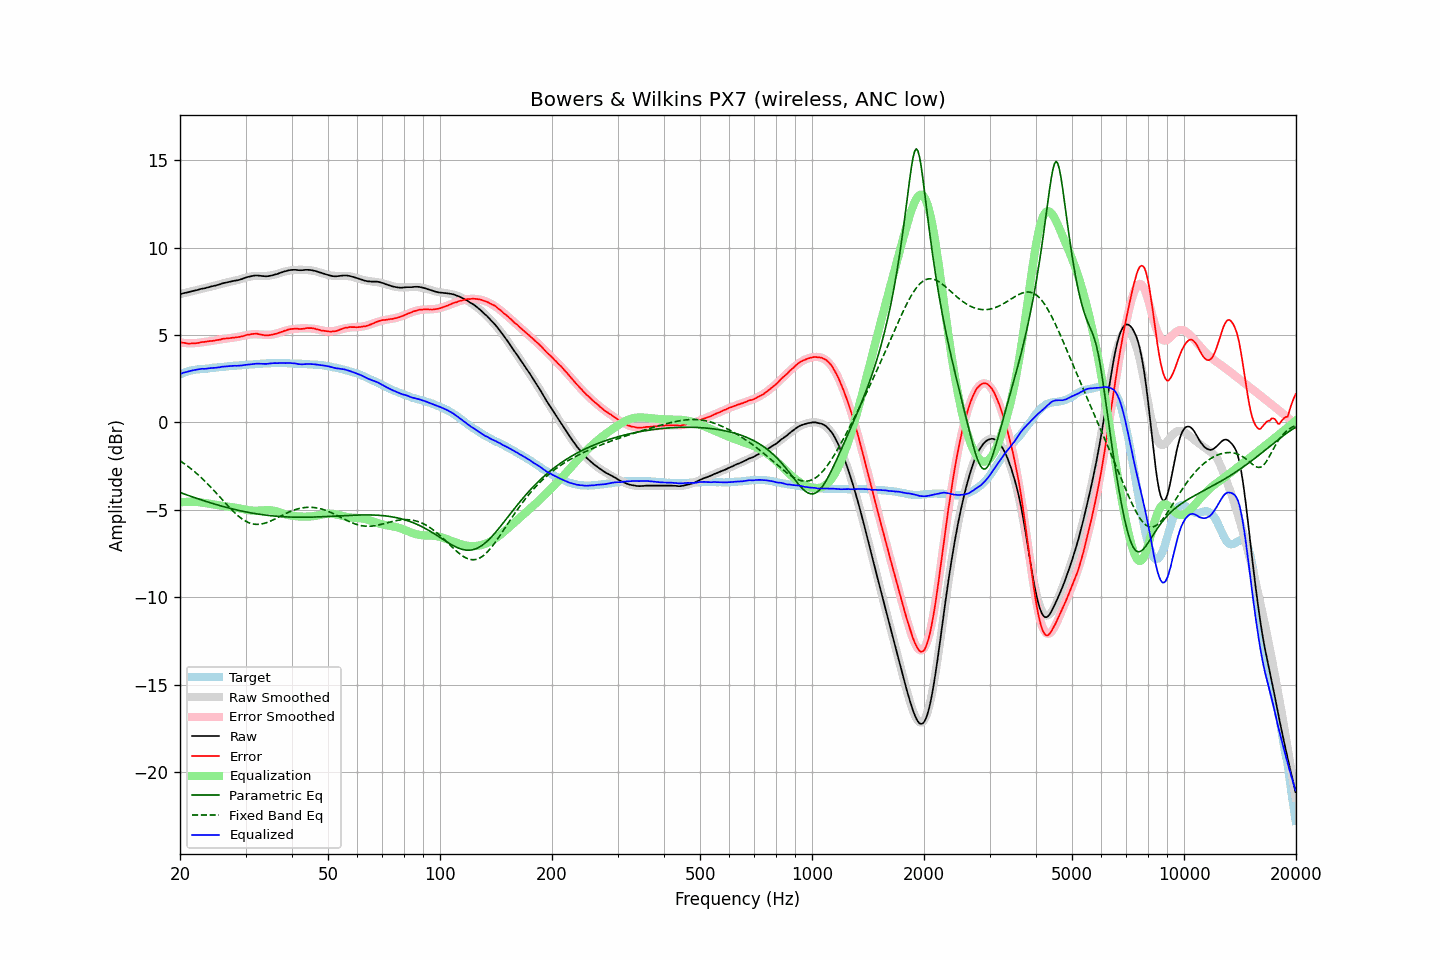 Bowers & Wilkins PX7 (wireless, ANC low)
Amplitude (dBr)
15
10
5
0
−5
−10
−15
−20
Target
Raw Smoothed
Error Smoothed
Raw
Error
Equalization
Parametric Eq
Fixed Band Eq
Equalized
20 50 100 200 500 1000 2000 5000 10000 20000
Frequency (Hz)